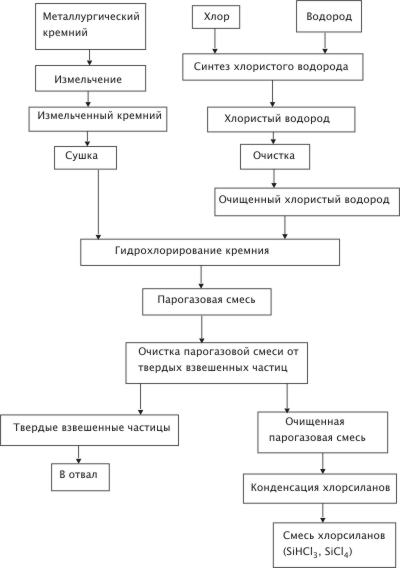 Металлургический
кремний
Хлор
Водород
Измельчение
Синтез хлористого водорода
Измельченный кремний
Хлористый водород
Сушка
Очистка
Очищенный хлористый водород
Гидрохлорирование кремния
Парогазовая смесь
Очистка парогазовой смеси от
твердых взвешенных частиц
Твердые взвешенные частицы
Очищенная
парогазовая смесь
В отвал
Конденсация хлорсиланов
Смесь хлорсиланов
(SiHCl₃, SiCl₄)